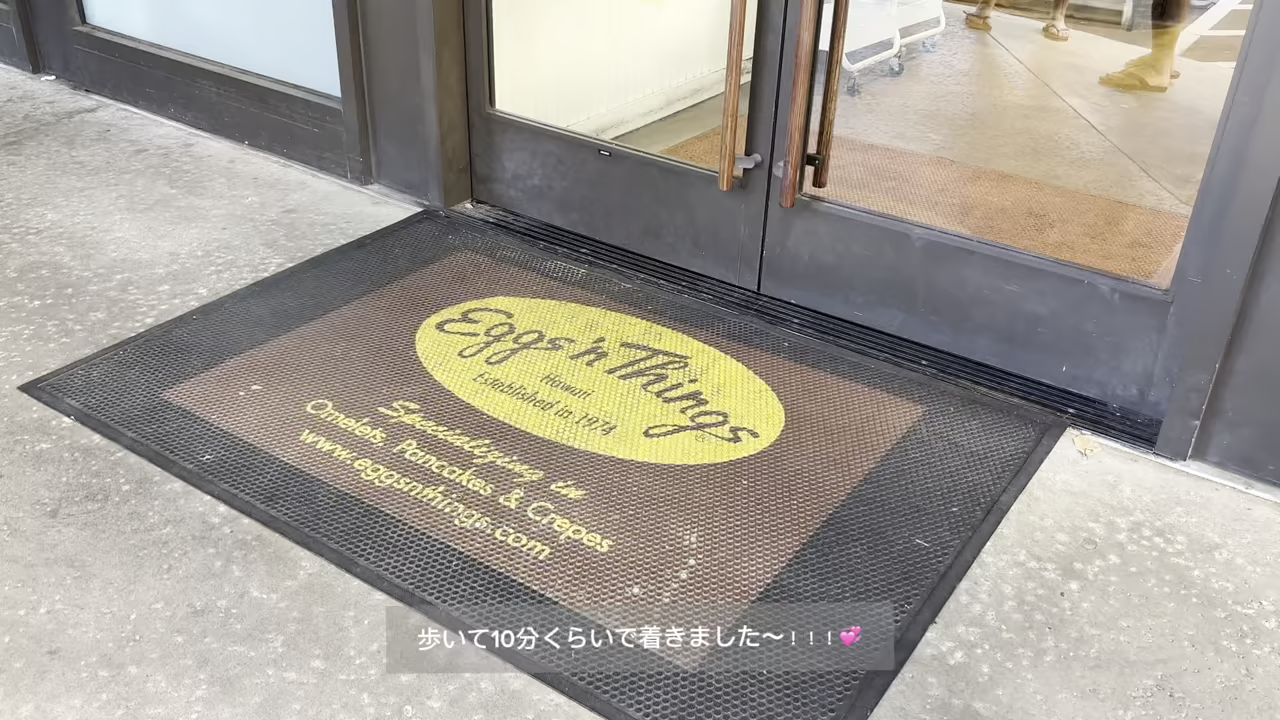 Eggs 'n Things
Hawaii
Established in 1974
Specializing in
Omelets, Pancakes & Crepes
www.eggsnthings.com
歩いて10分くらいで着きました〜！！！💞